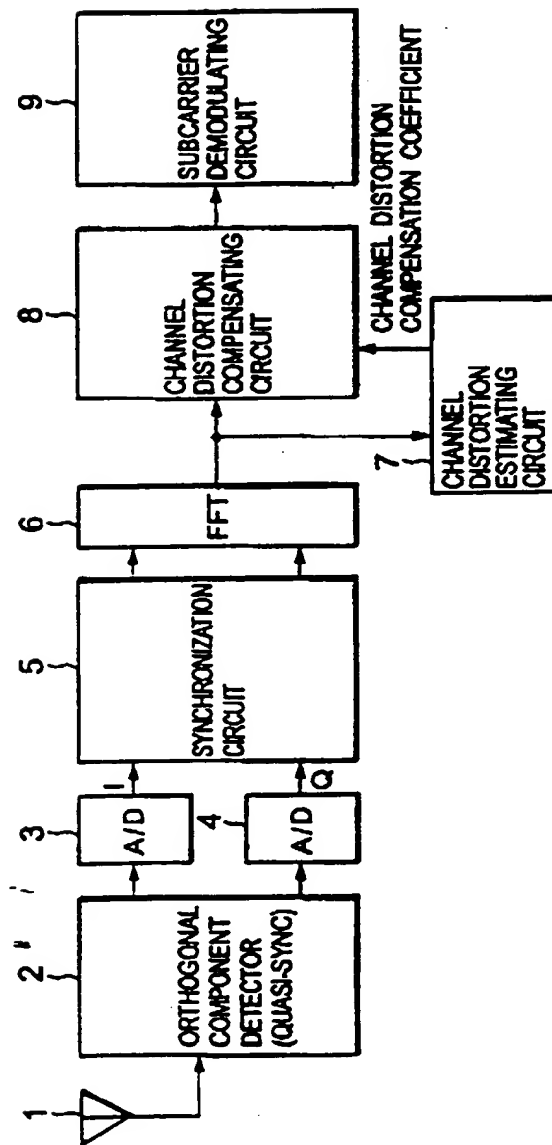 1
2
ORTHOGONAL
COMPONENT
DETECTOR
(QUASI-SYNC)
3
A/D
I
4
A/D
Q
5
SYNCHRONIZATION
CIRCUIT
6
FFT
7
CHANNEL
DISTORTION
ESTIMATING
CIRCUIT
CHANNEL DISTORTION
COMPENSATION COEFFICIENT
8
CHANNEL
DISTORTION
COMPENSATING
CIRCUIT
9
SUBCARRIER
DEMODULATING
CIRCUIT